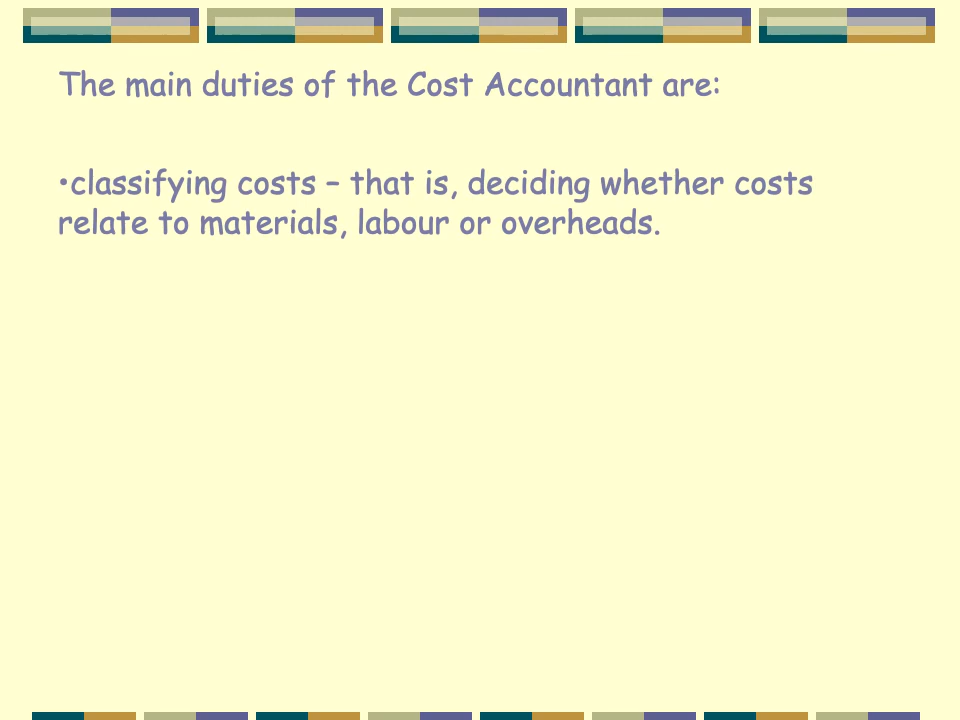 The main duties of the Cost Accountant are:
•classifying costs – that is, deciding whether costs
relate to materials, labour or overheads.